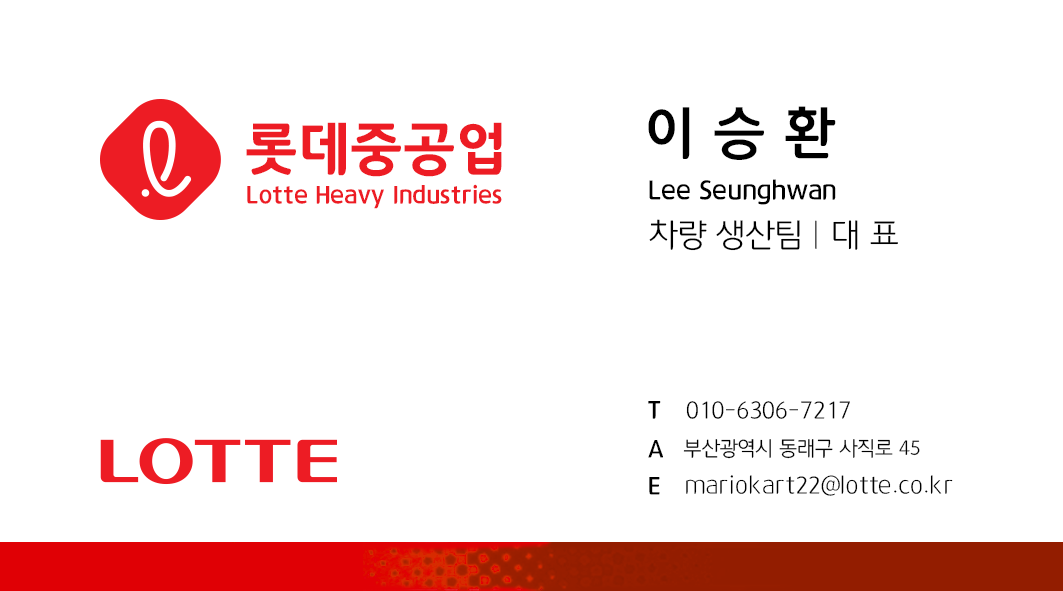 롯데중공업
Lotte Heavy Industries
이승환
Lee Seunghwan
차량 생산팀 | 대 표
T 010-6306-7217
A 부산광역시 동래구 사직로 45
E mariokart22@lotte.co.kr
LOTTE